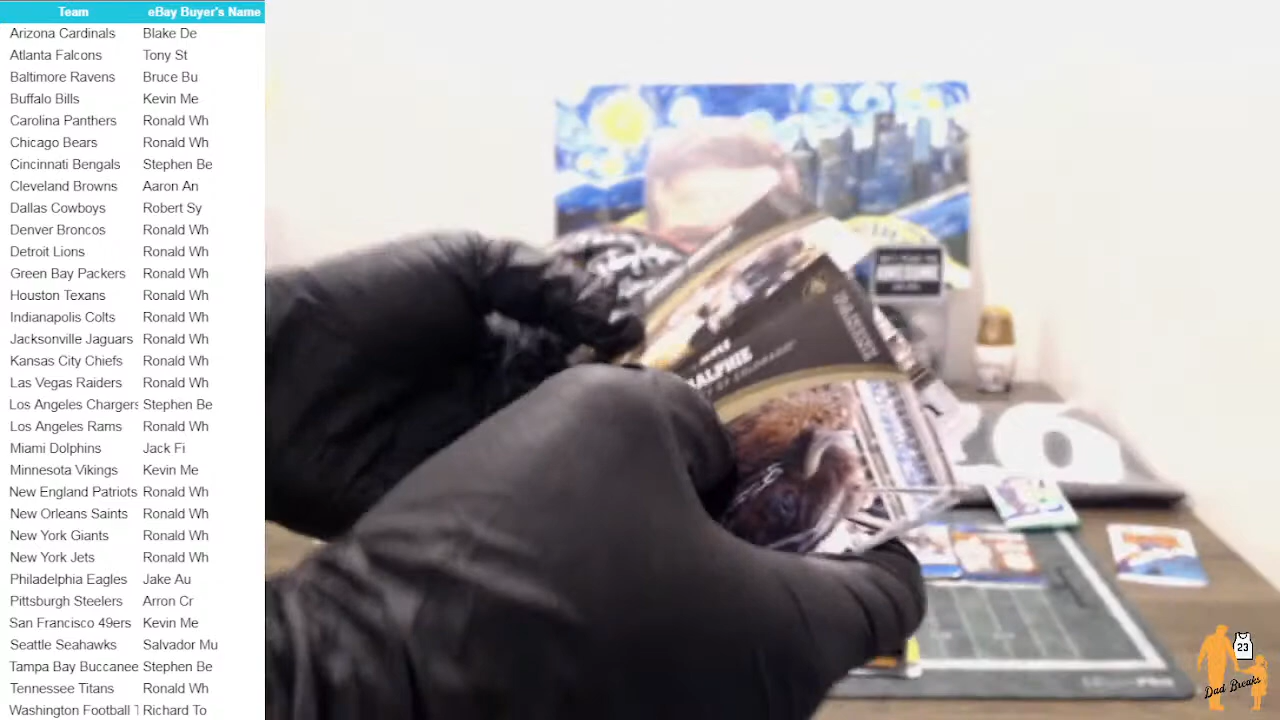 Team eBay Buyer's Name
Arizona Cardinals Blake De
Atlanta Falcons Tony St
Baltimore Ravens Bruce Bu
Buffalo Bills Kevin Me
Carolina Panthers Ronald Wh
Chicago Bears Ronald Wh
Cincinnati Bengals Stephen Be
Cleveland Browns Aaron An
Dallas Cowboys Robert Sy
Denver Broncos Ronald Wh
Detroit Lions Ronald Wh
Green Bay Packers Ronald Wh
Houston Texans Ronald Wh
Indianapolis Colts Ronald Wh
Jacksonville Jaguars Ronald Wh
Kansas City Chiefs Ronald Wh
Las Vegas Raiders Ronald Wh
Los Angeles Chargers Stephen Be
Los Angeles Rams Ronald Wh
Miami Dolphins Jack Fi
Minnesota Vikings Kevin Me
New England Patriots Ronald Wh
New Orleans Saints Ronald Wh
New York Giants Ronald Wh
New York Jets Ronald Wh
Philadelphia Eagles Jake Au
Pittsburgh Steelers Arron Cr
San Francisco 49ers Kevin Me
Seattle Seahawks Salvador Mu
Tampa Bay Buccanee Stephen Be
Tennessee Titans Ronald Wh
Washington Football T Richard To
AWESOME
RALPHIE
23
Dad Breaks